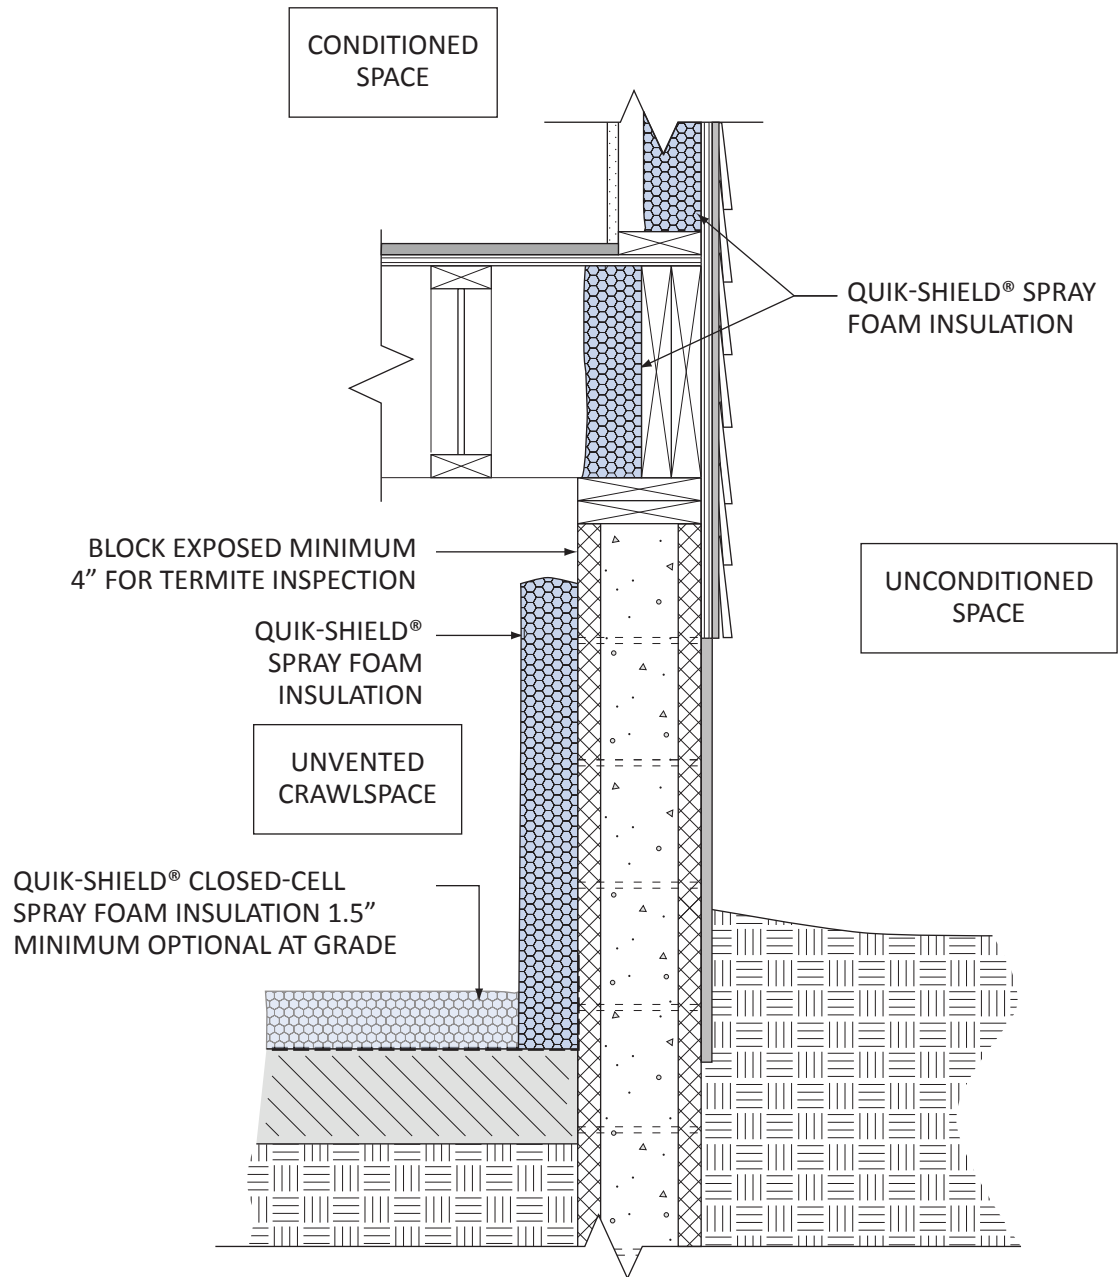 CONDITIONED
SPACE
QUIK-SHIELD® SPRAY
FOAM INSULATION
BLOCK EXPOSED MINIMUM
4” FOR TERMITE INSPECTION
UNCONDITIONED
SPACE
QUIK-SHIELD®
SPRAY FOAM
INSULATION
UNVENTED
CRAWLSPACE
QUIK-SHIELD® CLOSED-CELL
SPRAY FOAM INSULATION 1.5”
MINIMUM OPTIONAL AT GRADE